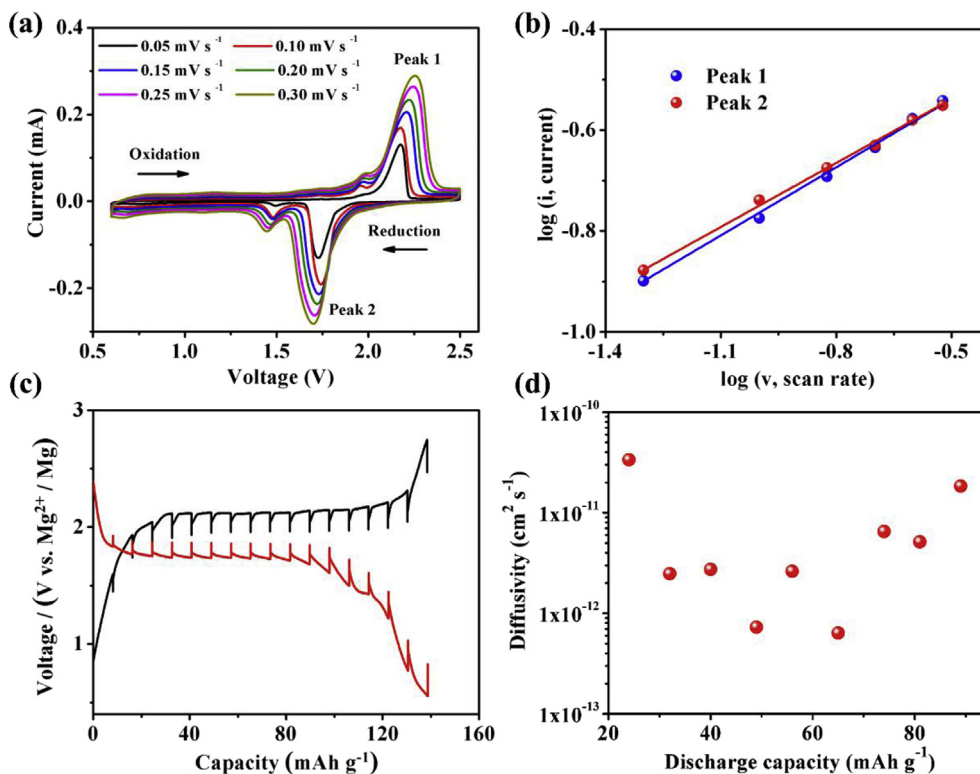 (a)
0.4
0.2
0.0
-0.2
Current (mA)
0.05 mV s⁻¹
0.10 mV s⁻¹
0.15 mV s⁻¹
0.20 mV s⁻¹
0.25 mV s⁻¹
0.30 mV s⁻¹
Peak 1
Oxidation
Reduction
Peak 2
0.5
1.0
1.5
2.0
2.5
Voltage (V)
(b)
-0.4
-0.6
-0.8
-1.0
log (i, current)
Peak 1
Peak 2
-1.4
-1.1
-0.8
-0.5
log (v, scan rate)
(c)
3
2
1
Voltage / (V vs. Mg²⁺ / Mg)
0
40
80
120
160
Capacity (mAh g⁻¹)
(d)
1x10⁻¹⁰
1x10⁻¹¹
1x10⁻¹²
1x10⁻¹³
Diffusivity (cm² s⁻¹)
20
40
60
80
Discharge capacity (mAh g⁻¹)